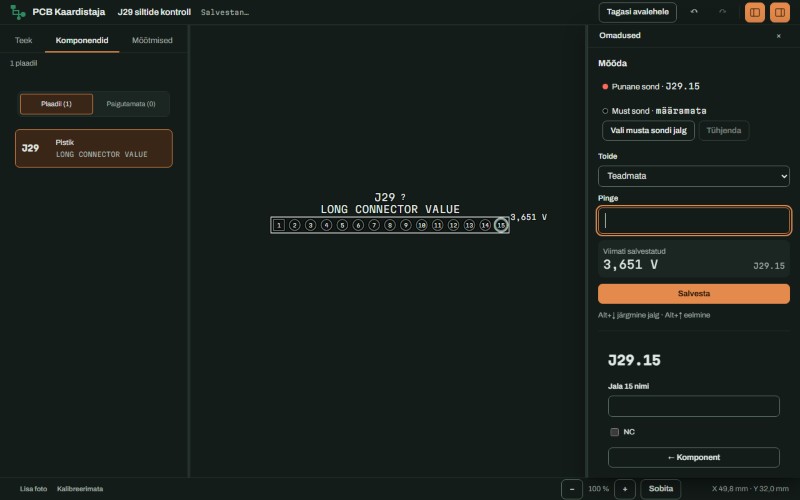 PCB Kaardistaja J29 siltide kontroll Salvestan… Tagasi avalehele
Teek Komponendid Mõõtmised
1 plaadil
Plaadil (1) Paigutamata (0)
J29 Pistik
LONG CONNECTOR VALUE
J29 ?
LONG CONNECTOR VALUE
3,651 V
1 2 3 4 5 6 7 8 9 10 11 12 13 14 15
Omadused ×
Mõõda
Punane sond · J29.15
Must sond · määramata
Vali musta sondi jalg Tühjenda
Toide
Teadmata
Pinge
Viimati salvestatud
3,651 V J29.15
Salvesta
Alt+↓ järgmine jalg · Alt+↑ eelmine
J29.15
Jala 15 nimi
NC
← Komponent
Lisa foto Kalibreerimata − 100 % + Sobita X 49,8 mm · Y 32,0 mm